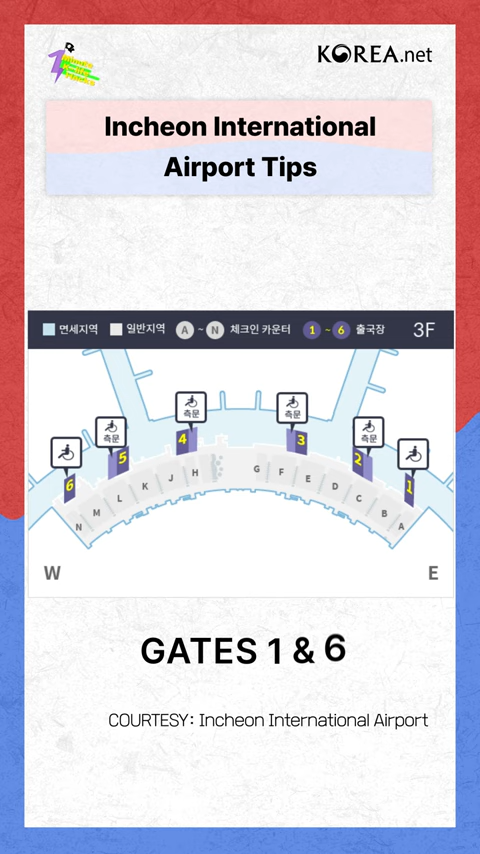 KOREA.net
Incheon International
Airport Tips
면세지역 일반지역 A ~ N 체크인 카운터 1 ~ 6 출국장 3F
측문 측문 측문 측문
6 5 4 3 2 1
N M L K J H G F E D C B A
W E
GATES 1 & 6
COURTESY: Incheon International Airport